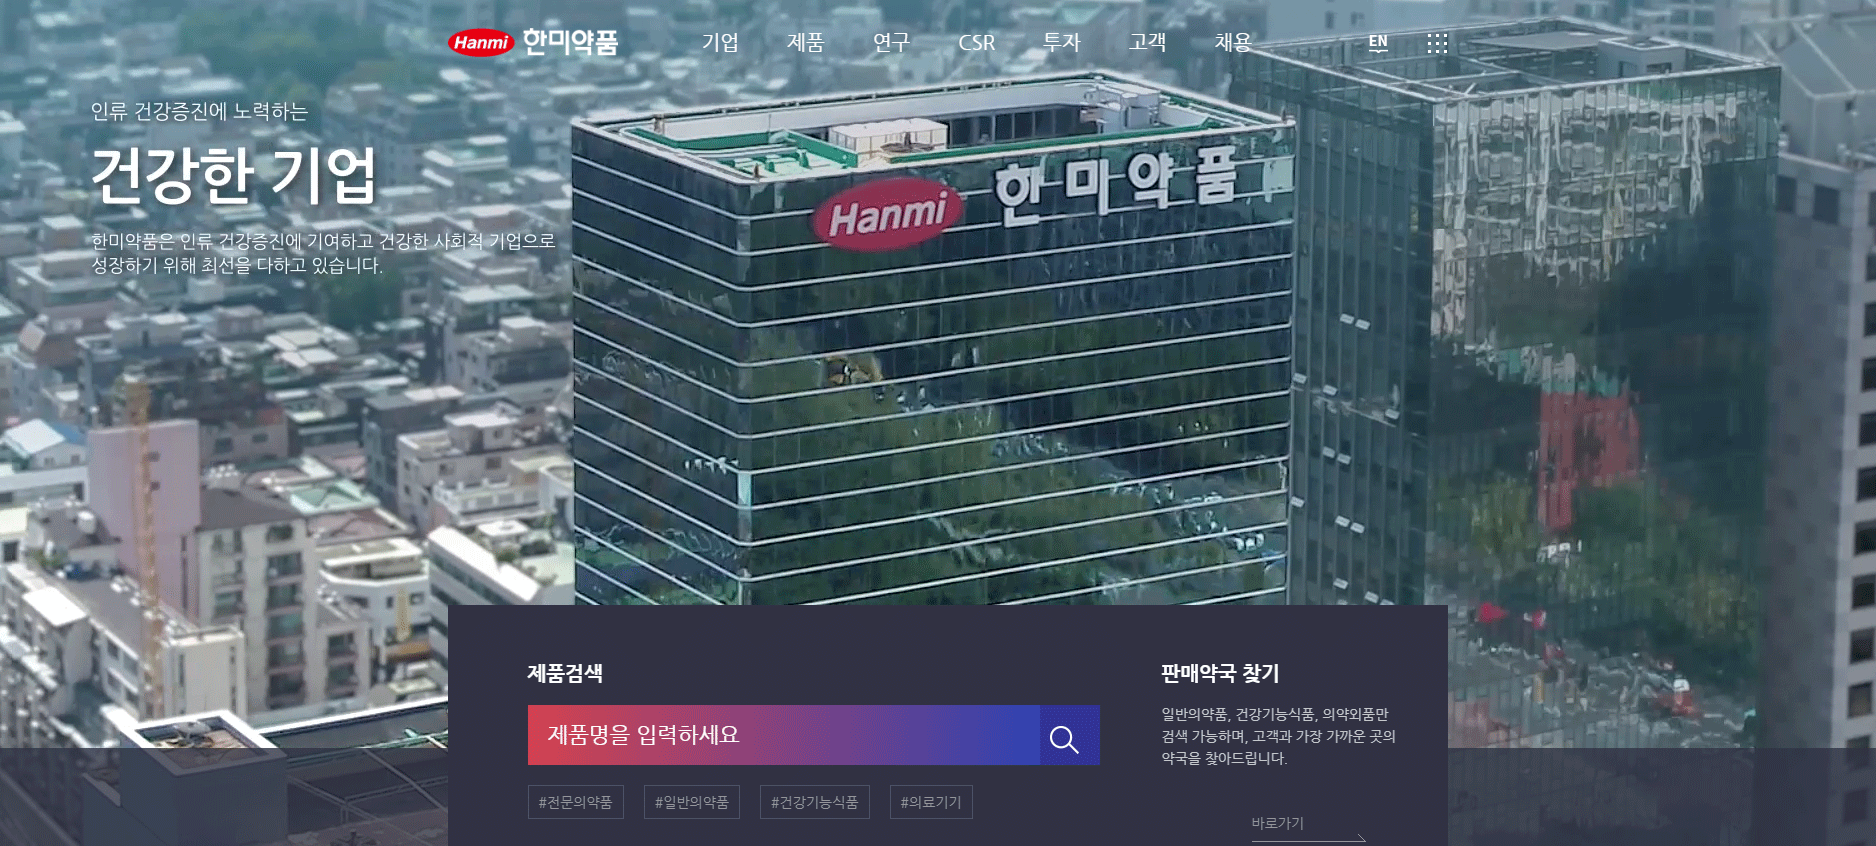 Hanmi 한미약품
기업 제품 연구 CSR 투자 고객 채용 EN
인류 건강증진에 노력하는
건강한 기업
한미약품은 인류 건강증진에 기여하고 건강한 사회적 기업으로
성장하기 위해 최선을 다하고 있습니다.
Hanmi 한미약품
제품검색
제품명을 입력하세요
#전문의약품 #일반의약품 #건강기능식품 #의료기기
판매약국 찾기
일반의약품, 건강기능식품, 의약외품만
검색 가능하며, 고객과 가장 가까운 곳의
약국을 찾아드립니다.
바로가기